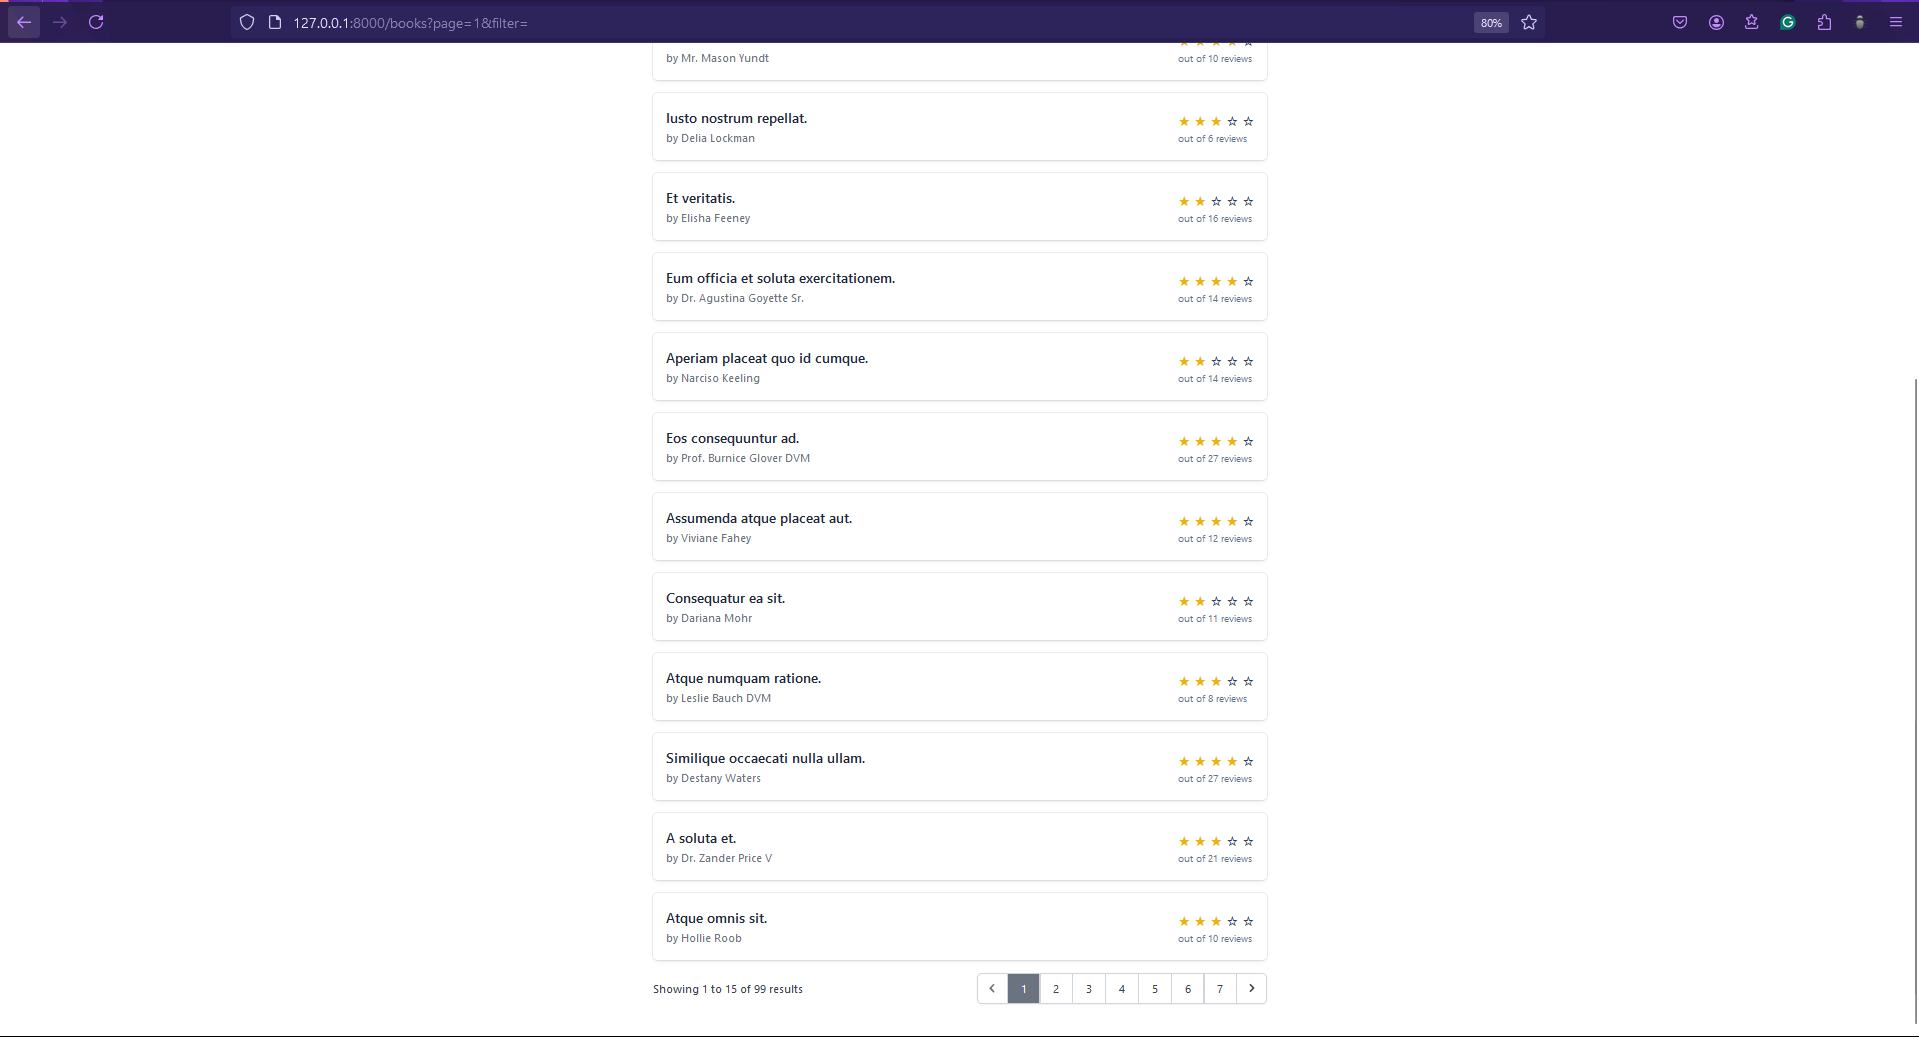 127.0.0.1:8000/books?page=1&filter=
80%
by Mr. Mason Yundt
out of 10 reviews
Iusto nostrum repellat.
by Delia Lockman
out of 6 reviews
Et veritatis.
by Elisha Feeney
out of 16 reviews
Eum officia et soluta exercitationem.
by Dr. Agustina Goyette Sr.
out of 14 reviews
Aperiam placeat quo id cumque.
by Narciso Keeling
out of 14 reviews
Eos consequuntur ad.
by Prof. Burnice Glover DVM
out of 27 reviews
Assumenda atque placeat aut.
by Viviane Fahey
out of 12 reviews
Consequatur ea sit.
by Dariana Mohr
out of 11 reviews
Atque numquam ratione.
by Leslie Bauch DVM
out of 8 reviews
Similique occaecati nulla ullam.
by Destany Waters
out of 27 reviews
A soluta et.
by Dr. Zander Price V
out of 21 reviews
Atque omnis sit.
by Hollie Roob
out of 10 reviews
Showing 1 to 15 of 99 results
1 2 3 4 5 6 7